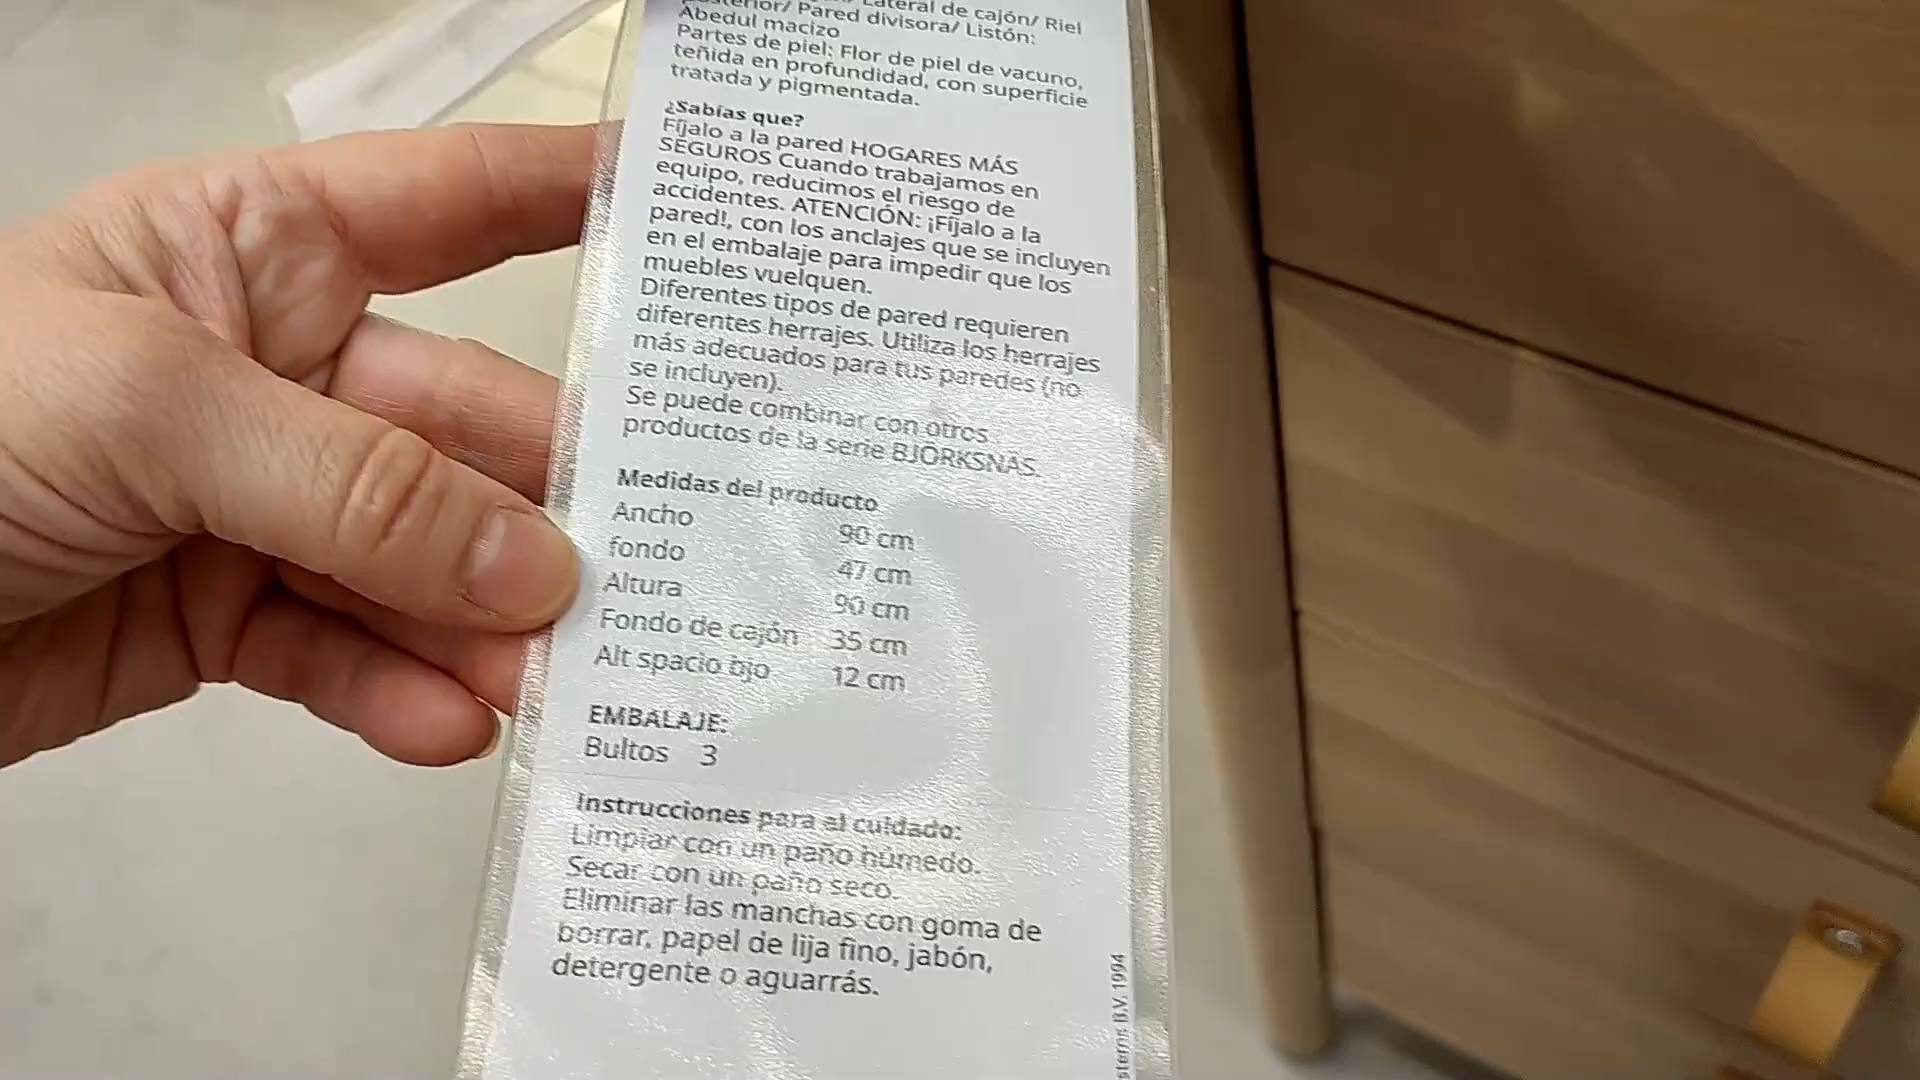 Lateral de cajón/ Riel
posterior/ Pared divisora/ Listón:
Abedul macizo
Partes de piel: Flor de piel de vacuno,
teñida en profundidad, con superficie
tratada y pigmentada.
¿Sabías que?
Fíjalo a la pared HOGARES MÁS
SEGUROS Cuando trabajamos en
equipo, reducimos el riesgo de
accidentes. ATENCIÓN: ¡Fíjalo a la
pared!, con los anclajes que se incluyen
en el embalaje para impedir que los
muebles vuelquen.
Diferentes tipos de pared requieren
diferentes herrajes. Utiliza los herrajes
más adecuados para tus paredes (no
se incluyen).
Se puede combinar con otros
productos de la serie BJÖRKSNÄS.
Medidas del producto
Ancho 90 cm
fondo 47 cm
Altura 90 cm
Fondo de cajón 35 cm
Alt spacio bjo 12 cm
EMBALAJE:
Bultos 3
Instrucciones para al cuidado:
Limpiar con un paño húmedo.
Secar con un paño seco.
Eliminar las manchas con goma de
borrar, papel de lija fino, jabón,
detergente o aguarrás.
B.V. 1994